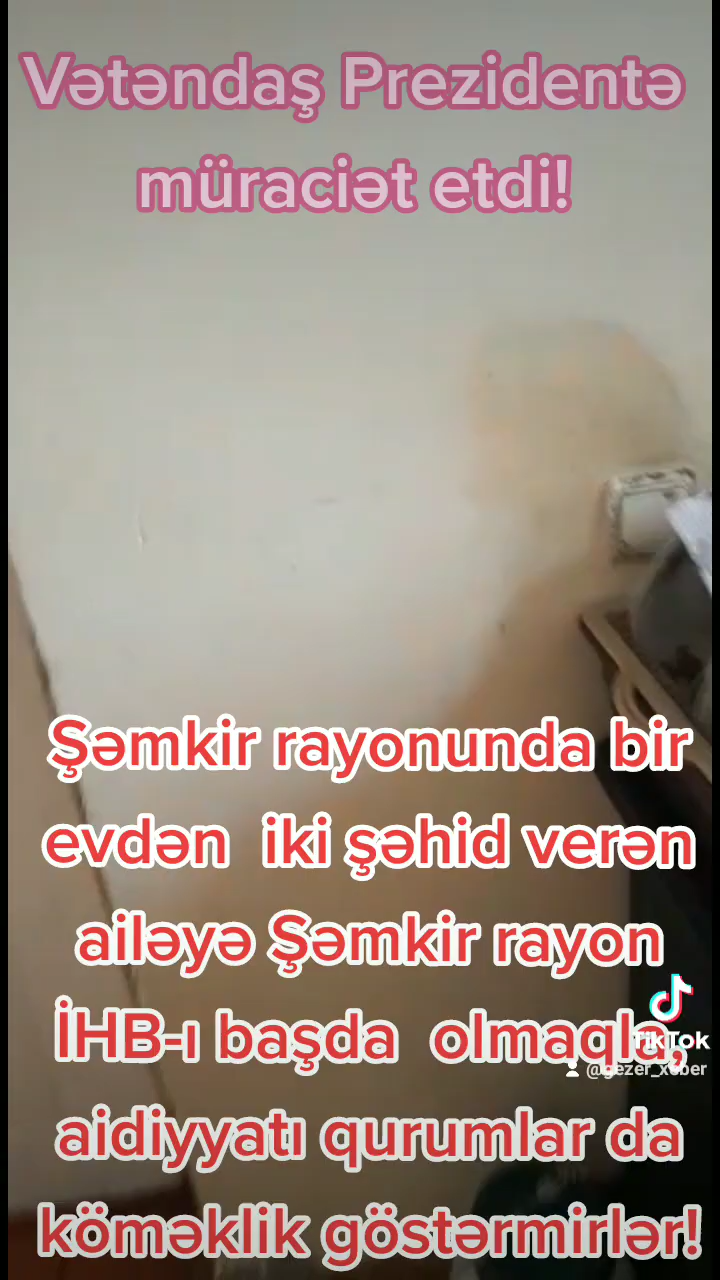 Vətəndaş Prezidentə
müraciət etdi!
Şəmkir rayonunda bir
evdən iki şəhid verən
ailəyə Şəmkir rayon
İHB-ı başda olmaqla,
TikTok
@gezer_xeber
aidiyyatı qurumlar da
köməklik göstərmirlər!